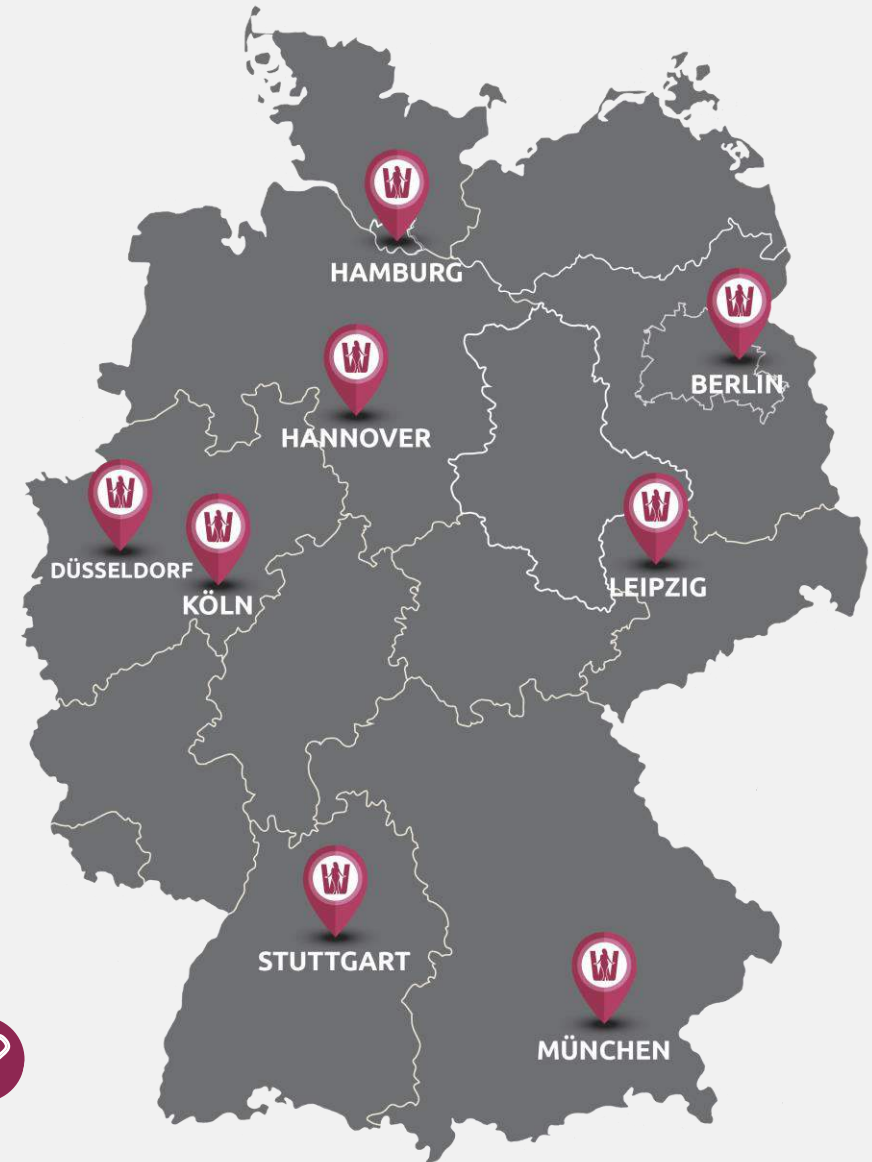 HAMBURG
BERLIN
HANNOVER
DÜSSELDORF
KÖLN
LEIPZIG
STUTTGART
MÜNCHEN